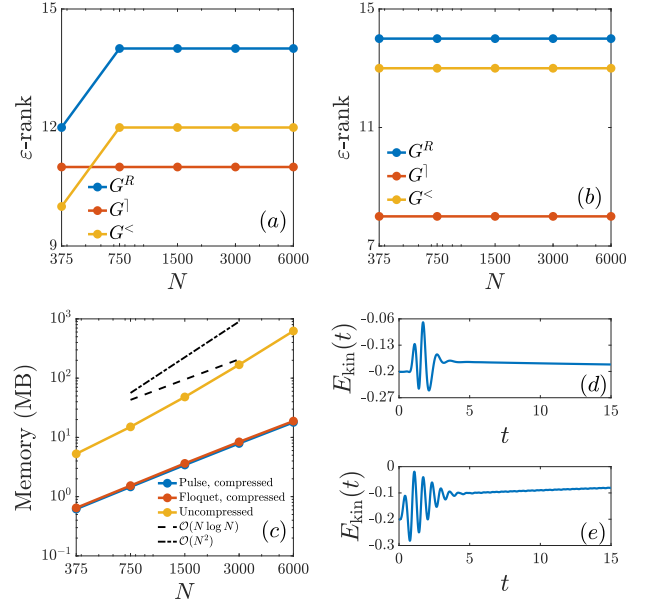 15
12
9
ε-rank
375 750 1500 3000 6000
N
G^R
G^⌉
G^<
(a)
15
11
7
ε-rank
375 750 1500 3000 6000
N
G^R
G^⌉
G^<
(b)
10^3
10^2
10^1
10^0
10^−1
Memory (MB)
375 750 1500 3000 6000
N
Pulse, compressed
Floquet, compressed
Uncompressed
O(N log N)
O(N^2)
(c)
-0.06
-0.13
-0.2
-0.27
E_kin(t)
0 5 10 15
t
(d)
0
-0.1
-0.2
-0.3
E_kin(t)
0 5 10 15
t
(e)